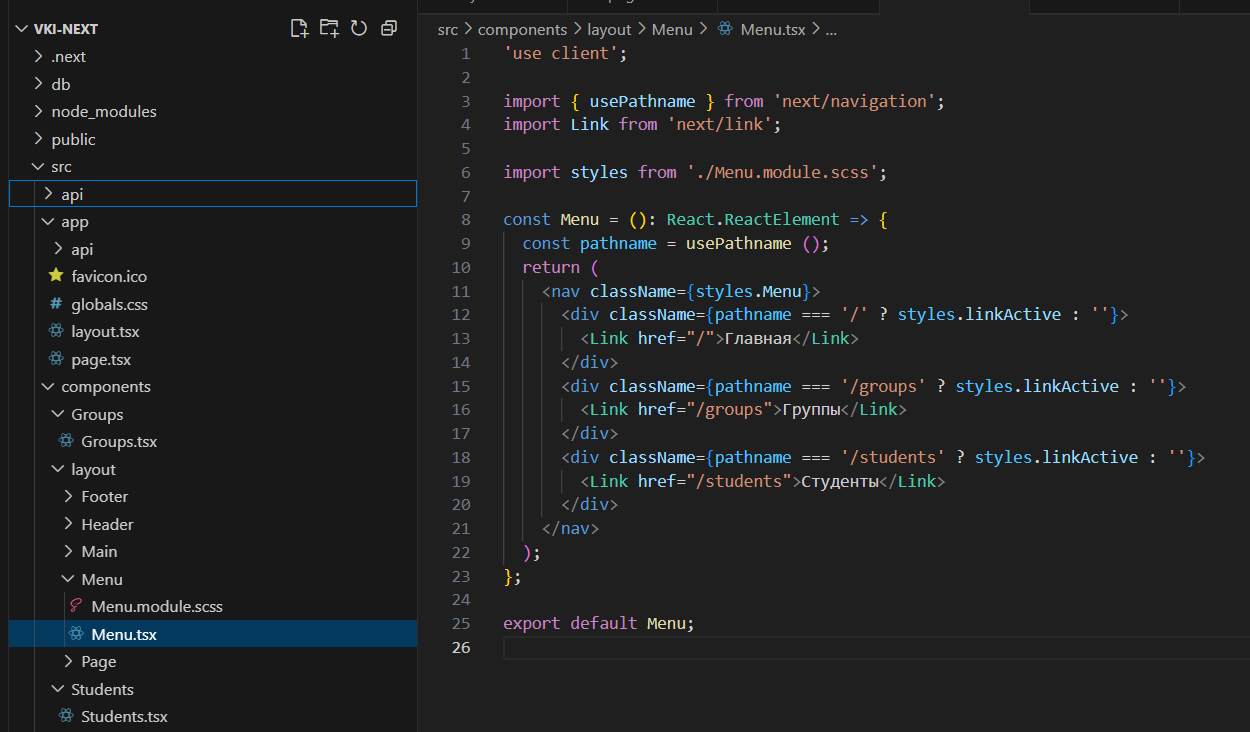 VKI-NEXT
.next
db
node_modules
public
src
api
app
api
favicon.ico
# globals.css
layout.tsx
page.tsx
components
Groups
Groups.tsx
layout
Footer
Header
Main
Menu
Menu.module.scss
Menu.tsx
Page
Students
Students.tsx
src > components > layout > Menu > Menu.tsx > ...
1 'use client';
2
3 import { usePathname } from 'next/navigation';
4 import Link from 'next/link';
5
6 import styles from './Menu.module.scss';
7
8 const Menu = (): React.ReactElement => {
9 const pathname = usePathname ();
10 return (
11 <nav className={styles.Menu}>
12 <div className={pathname === '/' ? styles.linkActive : ''}>
13 <Link href="/">Главная</Link>
14 </div>
15 <div className={pathname === '/groups' ? styles.linkActive : ''}>
16 <Link href="/groups">Группы</Link>
17 </div>
18 <div className={pathname === '/students' ? styles.linkActive : ''}>
19 <Link href="/students">Студенты</Link>
20 </div>
21 </nav>
22 );
23 };
24
25 export default Menu;
26